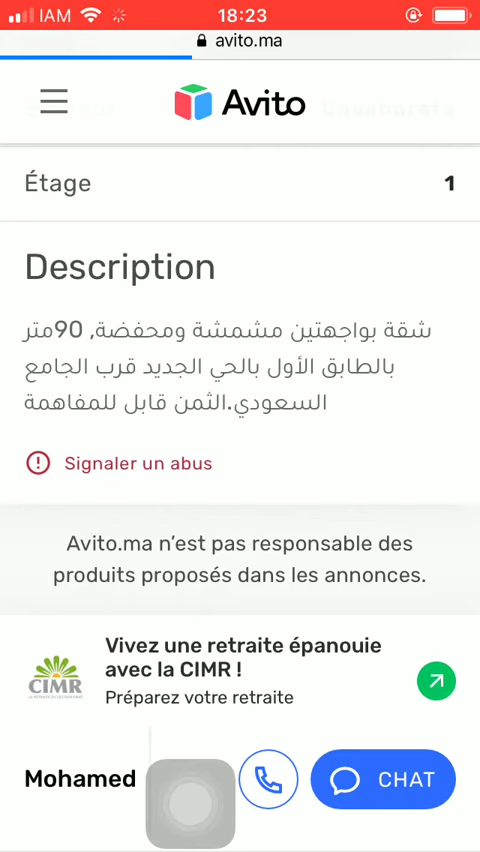 IAM
18:23
avito.ma
Avito
Étage
1
Description
شقة بواجهتين مشمشة ومحفضة, 90متر
بالطابق الأول بالحي الجديد قرب الجامع
السعودي.الثمن قابل للمفاهمة
Signaler un abus
Avito.ma n’est pas responsable des
produits proposés dans les annonces.
CIMR
Vivez une retraite épanouie
avec la CIMR !
Préparez votre retraite
Mohamed
CHAT